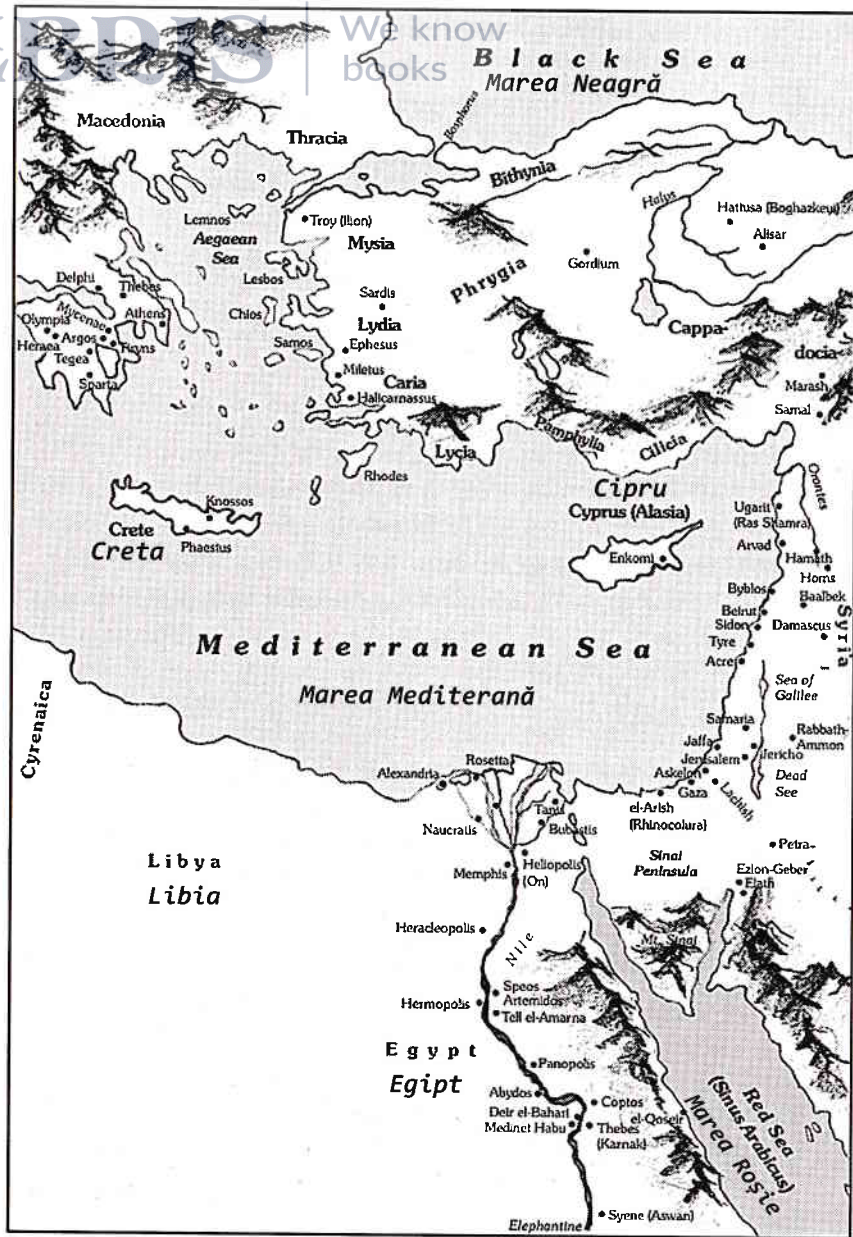 BRIS
We know
books
Black Sea
Marea Neagră
Macedonia
Thracia
Bosphorus
Bithynia
Lemnos
Aegaean
Sea
Troy (Ilion)
Mysia
Halys
Hattusa (Boghazkeui)
Alisar
Gordium
Phrygia
Delphi
Thebes
Lesbos
Sardis
Lydia
Chios
Athens
Mycenae
Olympia
Argos
Tiryns
Heraea
Tegea
Sparta
Samos
Ephesus
Miletus
Caria
Halicarnassus
Cappa-
docia
Marash
Samal
Lycia
Pamphylia
Cilicia
Rhodes
Knossos
Crete
Creta
Phaestus
Cipru
Cyprus (Alasia)
Enkomi
Orontes
Ugarit
(Ras Shamra)
Arvad
Hamath
Homs
Byblos
Baalbek
Beirut
Sidon
Damascus
Syria
Tyre
Acre
Mediterranean Sea
Marea Mediterană
Sea of
Galilee
Samaria
Jaffa
Rabbath-
Ammon
Jericho
Jerusalem
Askelon
Gaza
Lachish
Dead
See
Cyrenaica
Rosetta
Alexandria
Tanis
Naucratis
Bubastis
el-Arish
(Rhinocolura)
Petra
Libya
Libia
Memphis
Heliopolis
(On)
Sinai
Peninsula
Ezion-Geber
Elath
Mt. Sinai
Heracleopolis
Nile
Speos
Artemidos
Hermopolis
Tell el-Amarna
Egypt
Egipt
Panopolis
Abydos
Coptos
Deir el-Bahari
el-Qoseir
Medinet Habu
Thebes
(Karnak)
Red Sea
(Sinus Arabicus)
Marea Roșie
Syene (Aswan)
Elephantine